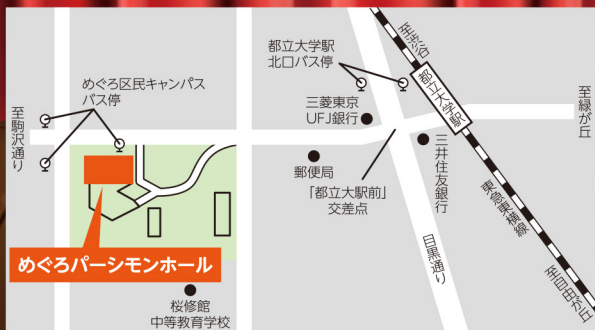 めぐろ区民キャンパス
バス停
至駒沢通り
都立大学駅
北口バス停
至渋谷
都立大学駅
至緑が丘
三菱東京
UFJ銀行
郵便局
三井住友銀行
「都立大駅前」
交差点
東急東横線
目黒通り
至自由が丘
めぐろパーシモンホール
桜修館
中等教育学校